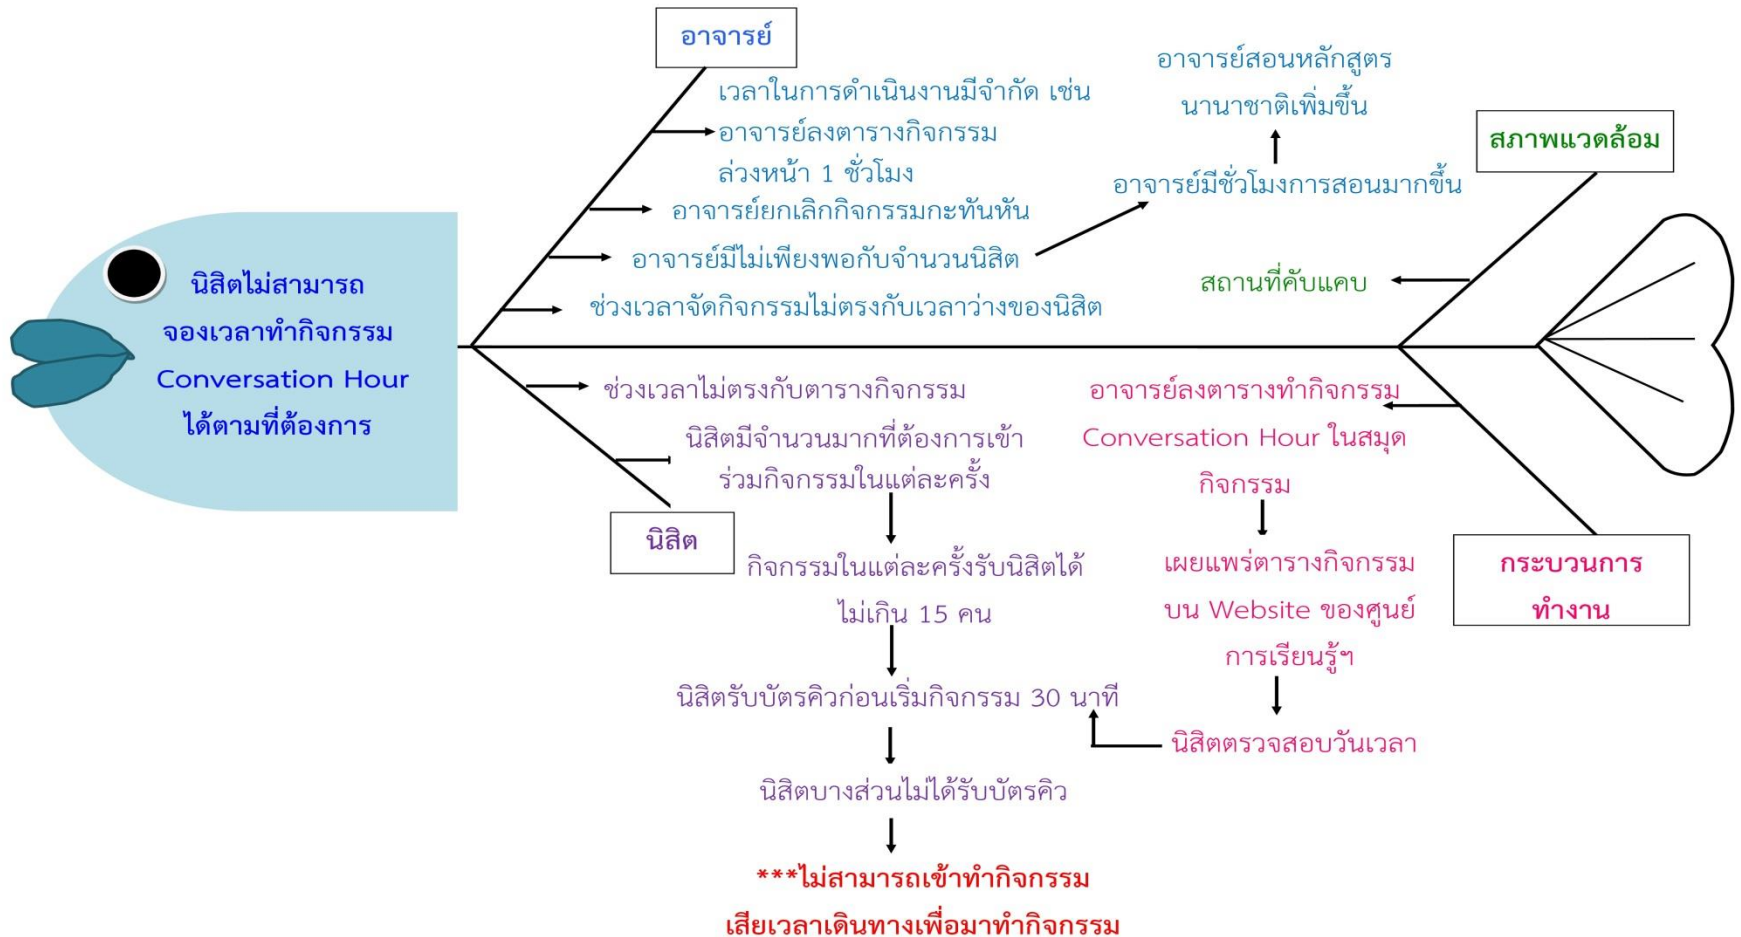 อาจารย์
เวลาในการดำเนินงานมีจำกัด เช่น
อาจารย์ลงตารางกิจกรรม
ล่วงหน้า 1 ชั่วโมง
อาจารย์ยกเลิกกิจกรรมกะทันหัน
อาจารย์มีไม่เพียงพอกับจำนวนนิสิต
ช่วงเวลาจัดกิจกรรมไม่ตรงกับเวลาว่างของนิสิต
อาจารย์สอนหลักสูตร
นานาชาติเพิ่มขึ้น
อาจารย์มีชั่วโมงการสอนมากขึ้น
สภาพแวดล้อม
สถานที่คับแคบ
นิสิตไม่สามารถ
จองเวลาทำกิจกรรม
Conversation Hour
ได้ตามที่ต้องการ
ช่วงเวลาไม่ตรงกับตารางกิจกรรม
นิสิตมีจำนวนมากที่ต้องการเข้า
ร่วมกิจกรรมในแต่ละครั้ง
นิสิต
กิจกรรมในแต่ละครั้งรับนิสิตได้
ไม่เกิน 15 คน
นิสิตรับบัตรคิวก่อนเริ่มกิจกรรม 30 นาที
นิสิตบางส่วนไม่ได้รับบัตรคิว
***ไม่สามารถเข้าทำกิจกรรม
เสียเวลาเดินทางเพื่อมาทำกิจกรรม
อาจารย์ลงตารางทำกิจกรรม
Conversation Hour ในสมุด
กิจกรรม
เผยแพร่ตารางกิจกรรม
บน Website ของศูนย์
การเรียนรู้ฯ
นิสิตตรวจสอบวันเวลา
กระบวนการ
ทำงาน